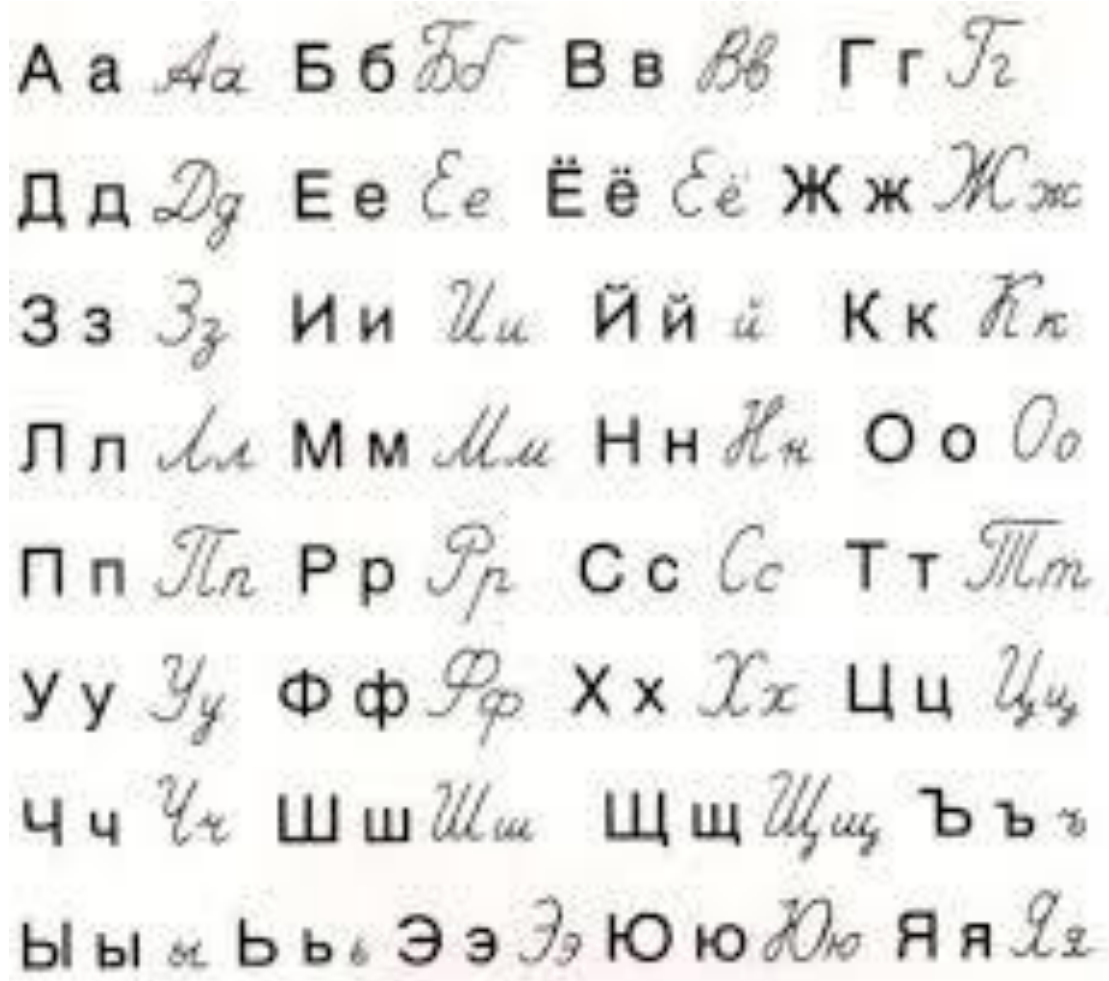 А а Аа Б б Бб В в Вв Г г Гг
Д д Дд Е е Ее Ё ё Её Ж ж Жж
З з Зз И и Ии Й й й К к Кк
Л л Лл М м Мм Н н Нн О о Оо
П п Пп Р р Рр С с Сс Т т Тт
У у Уу Ф ф Фф Х х Хх Ц ц Цц
Ч ч Чч Ш ш Шш Щ щ Щщ Ъ ъ ъ
Ы ы ы Ь ь ь Э э Ээ Ю ю Юю Я я Яя